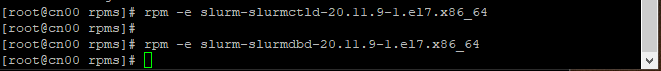 [root@cn00 rpms]# rpm -e slurm-slurmctld-20.11.9-1.el7.x86_64
[root@cn00 rpms]#
[root@cn00 rpms]# rpm -e slurm-slurmdbd-20.11.9-1.el7.x86_64
[root@cn00 rpms]#